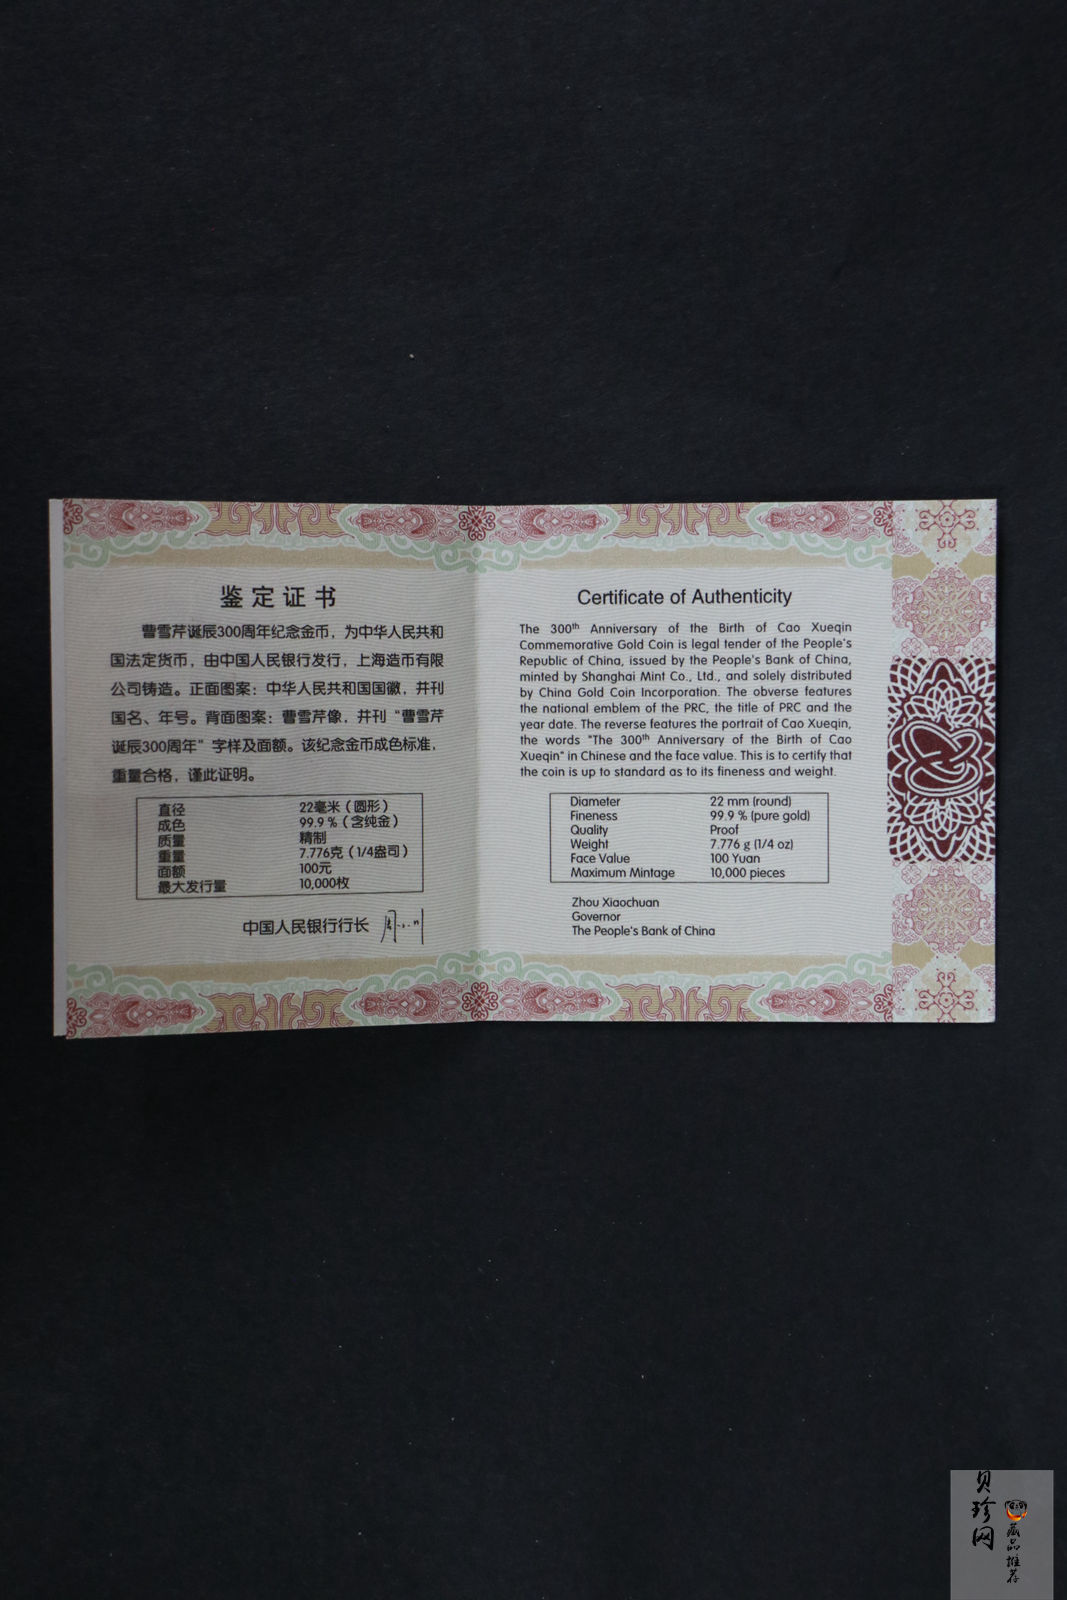 鉴定证书
曹雪芹诞辰300周年纪念金币，为中华人民共和
国法定货币，由中国人民银行发行，上海造币有限
公司铸造。正面图案：中华人民共和国国徽，并刊
国名、年号。背面图案：曹雪芹像，并刊“曹雪芹
诞辰300周年”字样及面额。该纪念金币成色标准，
重量合格，谨此证明。
直径 22毫米（圆形）
成色 99.9％（含纯金）
质量 精制
重量 7.776克（1/4盎司）
面额 100元
最大发行量 10,000枚
中国人民银行行长
Certificate of Authenticity
The 300th Anniversary of the Birth of Cao Xueqin
Commemorative Gold Coin is legal tender of the People's
Republic of China, issued by the People's Bank of China,
minted by Shanghai Mint Co., Ltd., and solely distributed
by China Gold Coin Incorporation. The obverse features
the national emblem of the PRC, the title of PRC and the
year date. The reverse features the portrait of Cao Xueqin,
the words "The 300th Anniversary of the Birth of Cao
Xueqin" in Chinese and the face value. This is to certify that
the coin is up to standard as to its fineness and weight.
Diameter 22 mm (round)
Fineness 99.9 % (pure gold)
Quality Proof
Weight 7.776 g (1/4 oz)
Face Value 100 Yuan
Maximum Mintage 10,000 pieces
Zhou Xiaochuan
Governor
The People's Bank of China
贝珍网
藏品推荐